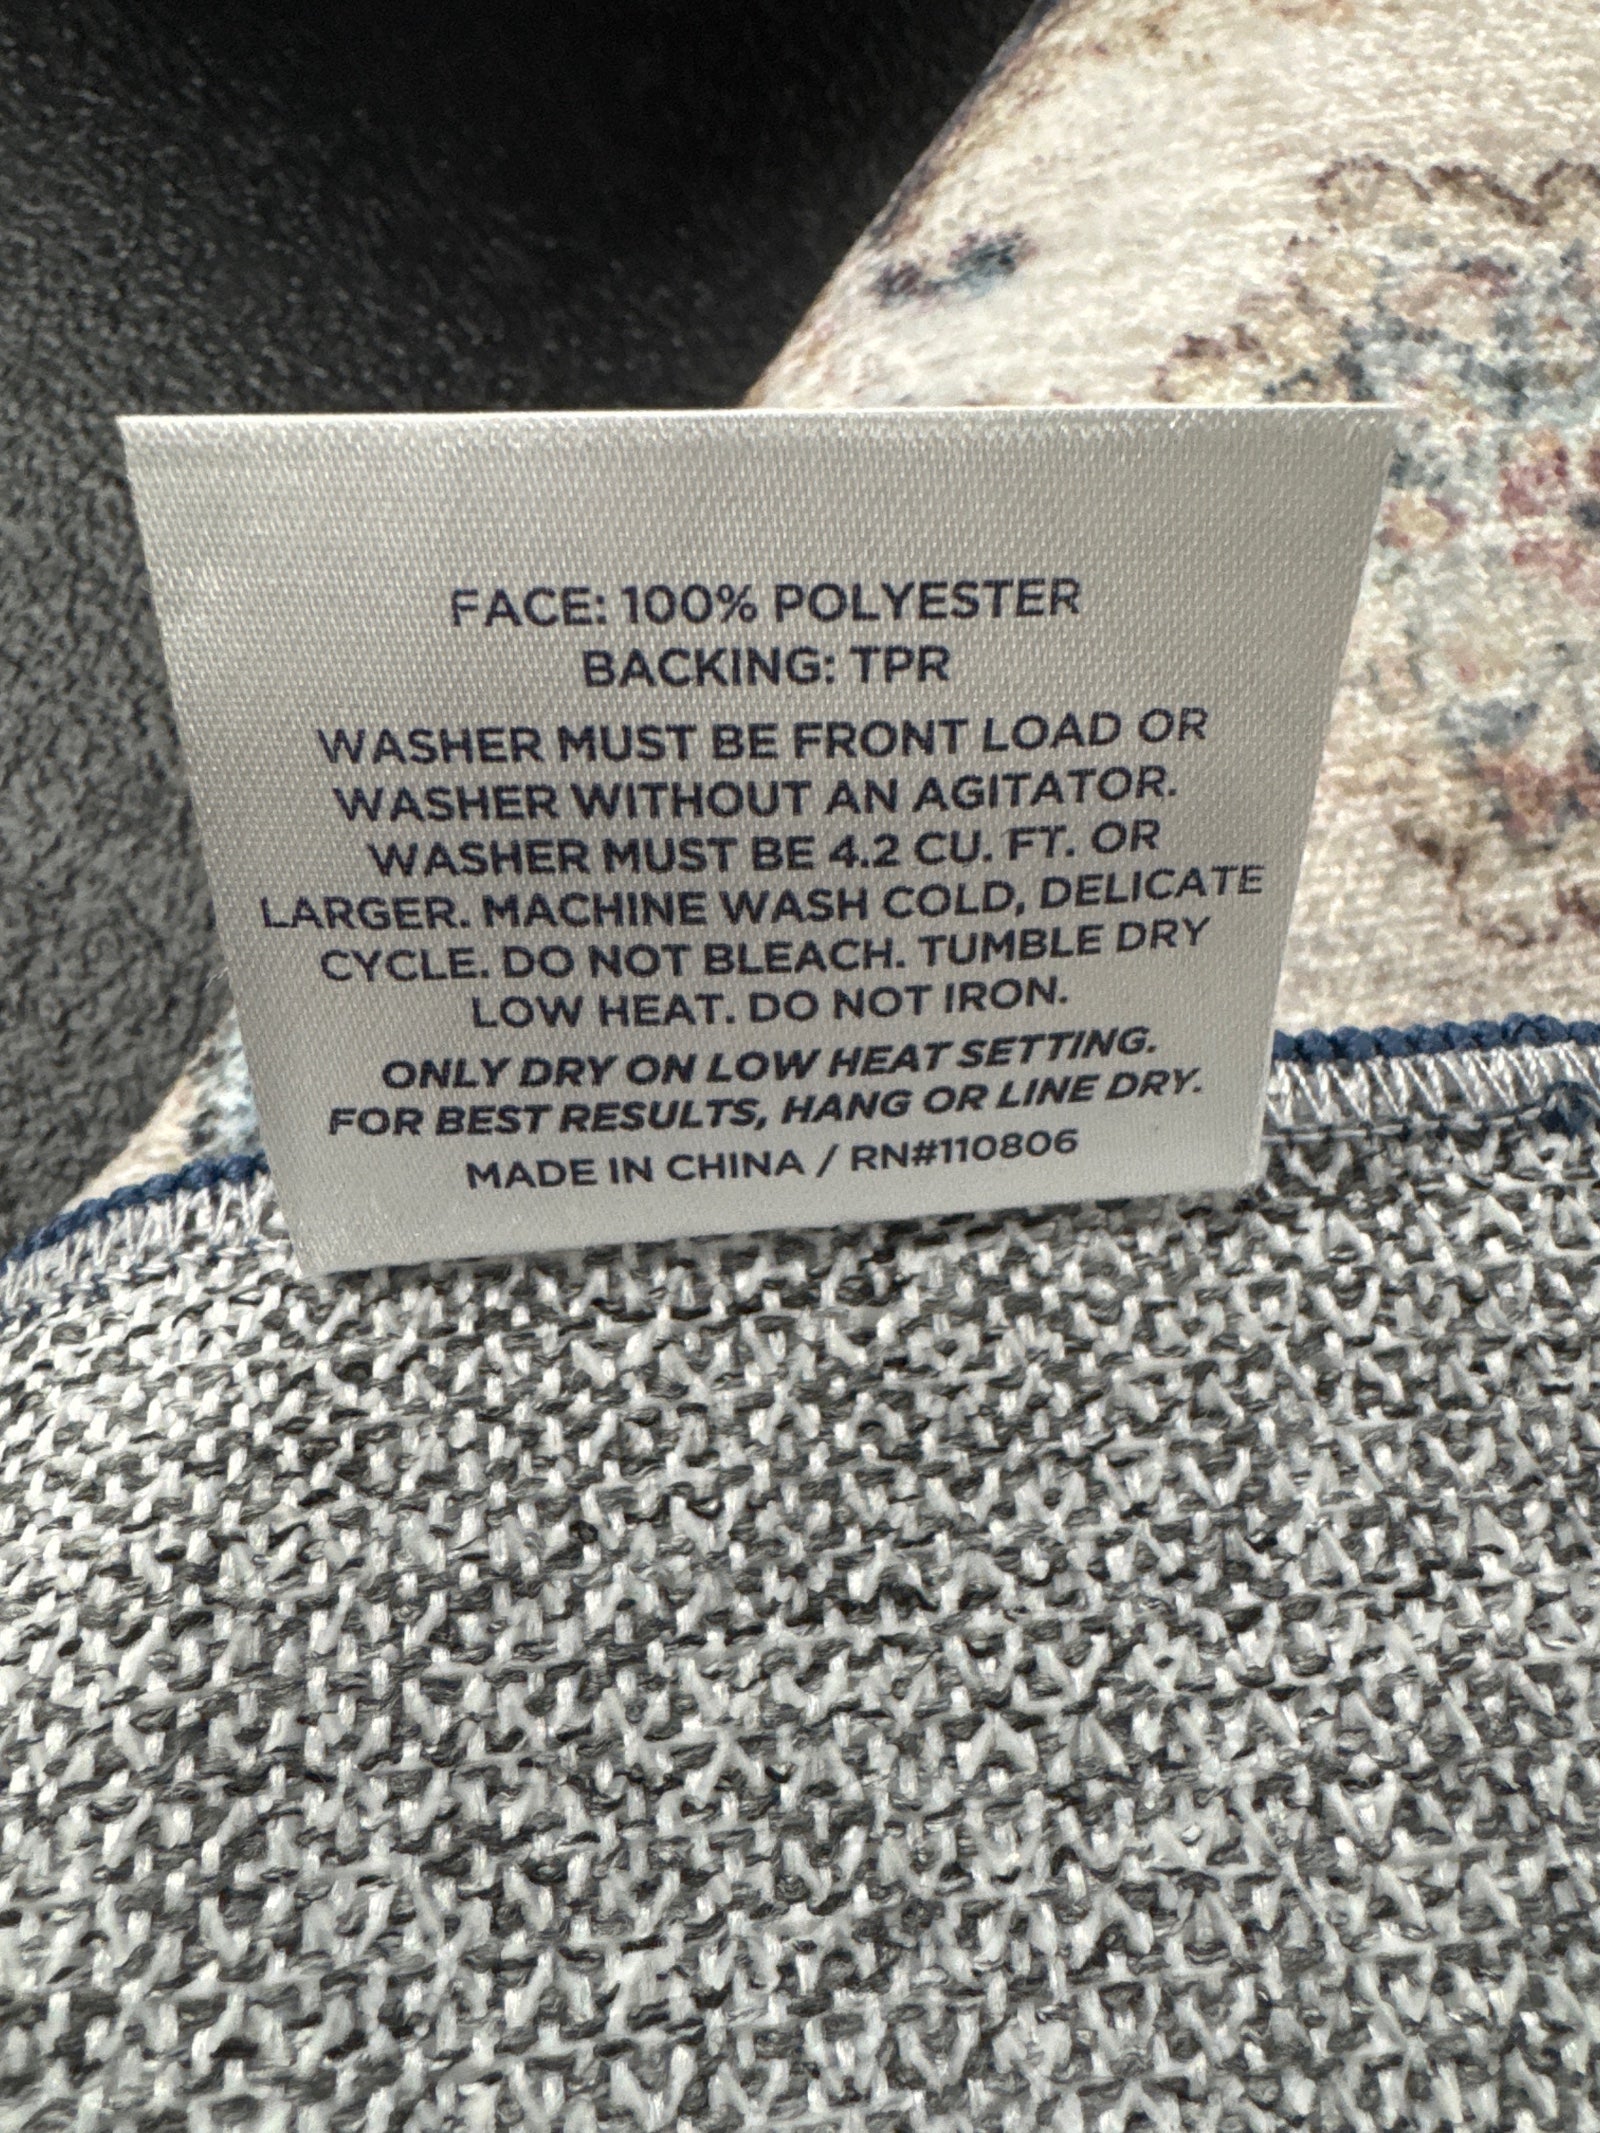 FACE: 100% POLYESTER
BACKING: TPR
WASHER MUST BE FRONT LOAD OR
WASHER WITHOUT AN AGITATOR.
WASHER MUST BE 4.2 CU. FT. OR
LARGER. MACHINE WASH COLD, DELICATE
CYCLE. DO NOT BLEACH. TUMBLE DRY
LOW HEAT. DO NOT IRON.
ONLY DRY ON LOW HEAT SETTING.
FOR BEST RESULTS, HANG OR LINE DRY.
MADE IN CHINA / RN#110806